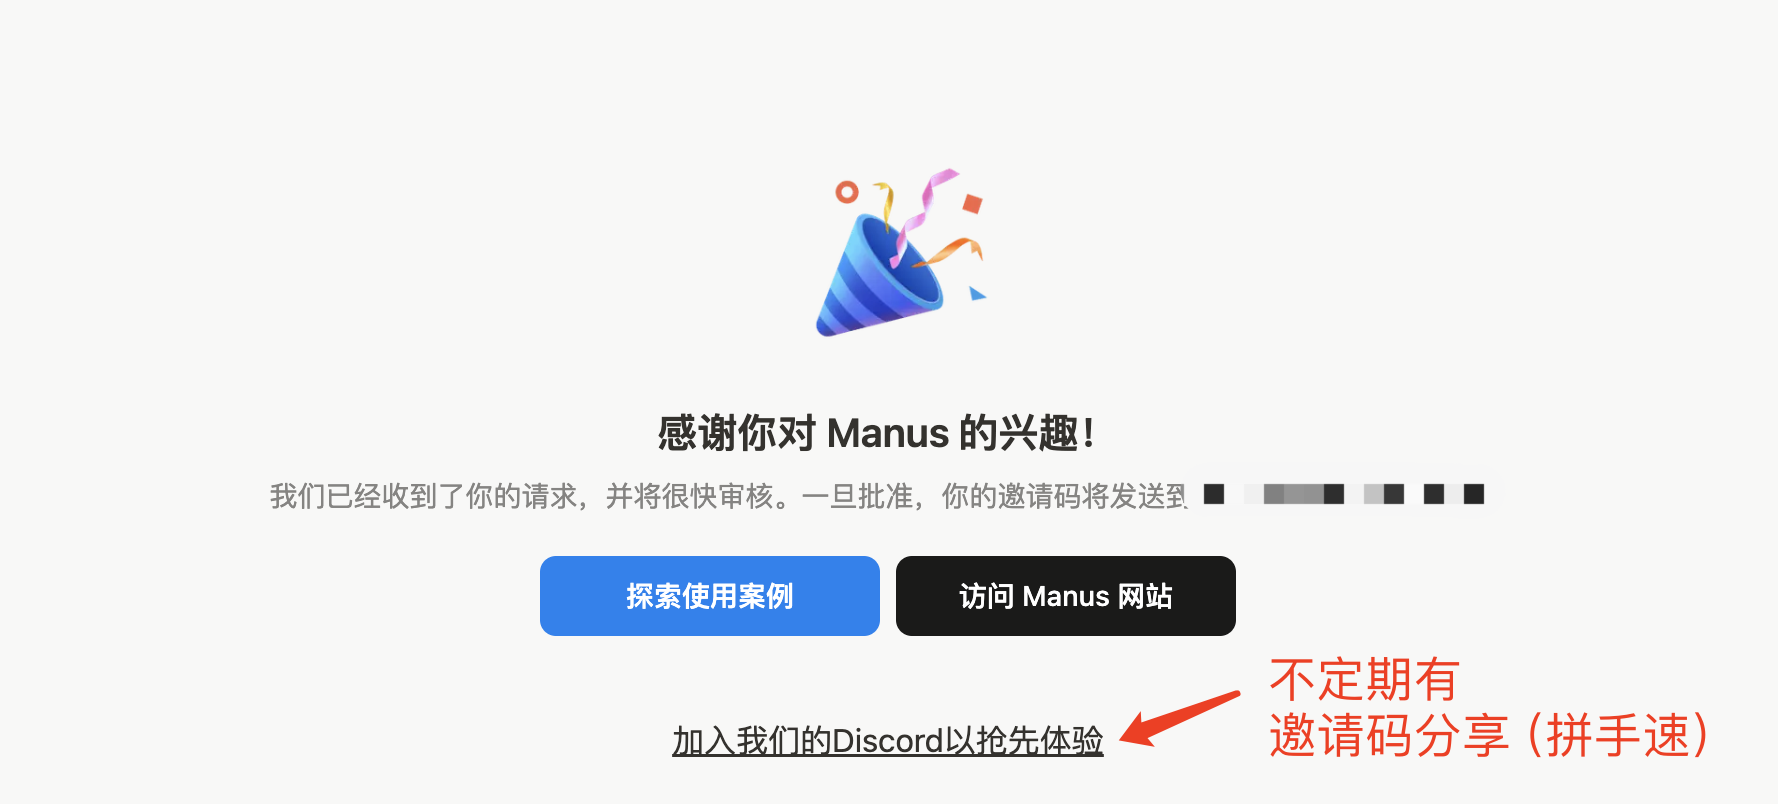 感谢你对 Manus 的兴趣！
我们已经收到了你的请求，并将很快审核。一旦批准，你的邀请码将发送到
探索使用案例
访问 Manus 网站
加入我们的Discord以抢先体验
不定期有
邀请码分享（拼手速）